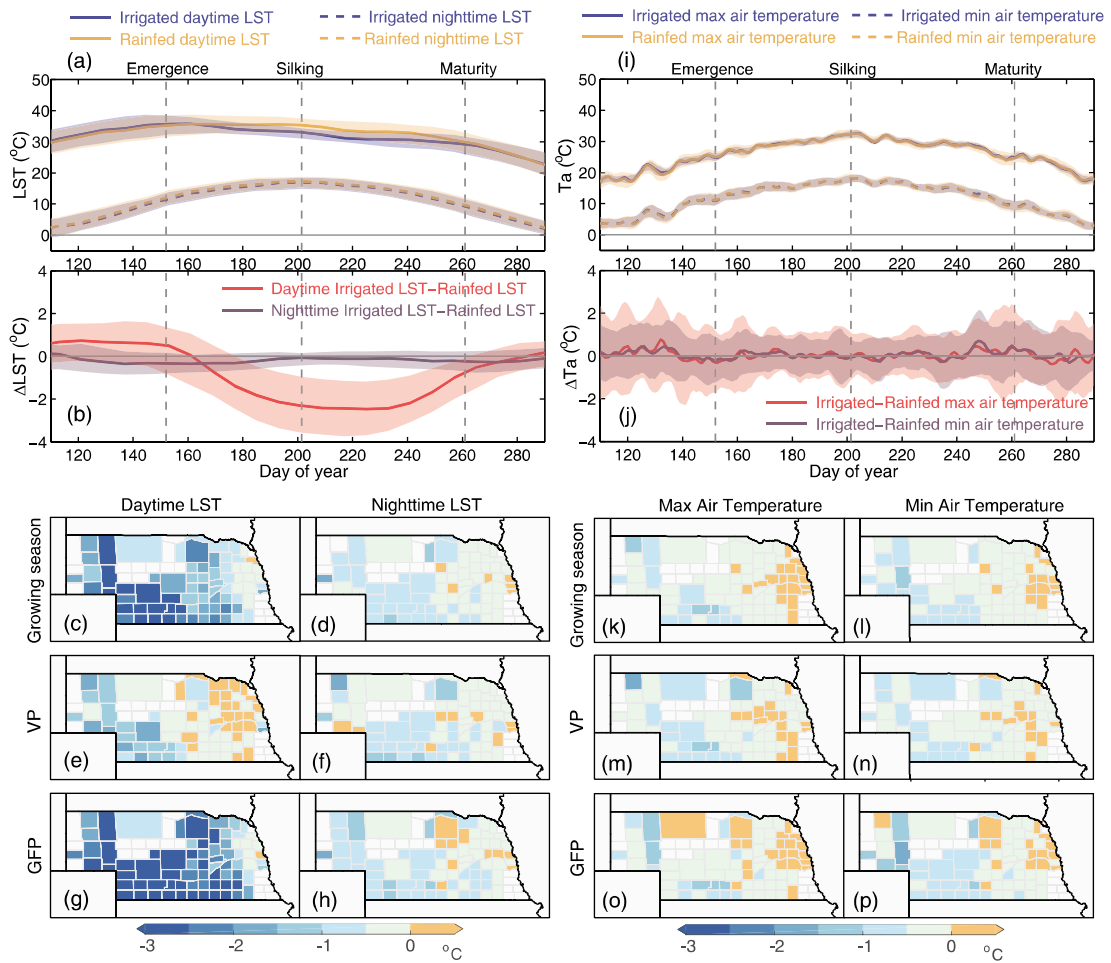 Irrigated daytime LST
Irrigated nighttime LST
Rainfed daytime LST
Rainfed nighttime LST
(a)
Emergence
Silking
Maturity
50
40
30
20
10
0
LST (°C)
120 140 160 180 200 220 240 260 280
4
2
0
−2
−4
ΔLST (°C)
Daytime Irrigated LST−Rainfed LST
Nighttime Irrigated LST−Rainfed LST
(b)
120 140 160 180 200 220 240 260 280
Day of year
Irrigated max air temperature
Irrigated min air temperature
Rainfed max air temperature
Rainfed min air temperature
(i)
Emergence
Silking
Maturity
50
40
30
20
10
0
Ta (°C)
120 140 160 180 200 220 240 260 280
4
2
0
−2
−4
ΔTa (°C)
(j)
Irrigated−Rainfed max air temperature
Irrigated−Rainfed min air temperature
120 140 160 180 200 220 240 260 280
Day of year
Daytime LST
Nighttime LST
Growing season
(c)
(d)
VP
(e)
(f)
GFP
(g)
(h)
-3 -2 -1 0 °C
Max Air Temperature
Min Air Temperature
Growing season
(k)
(l)
VP
(m)
(n)
GFP
(o)
(p)
-3 -2 -1 0 °C